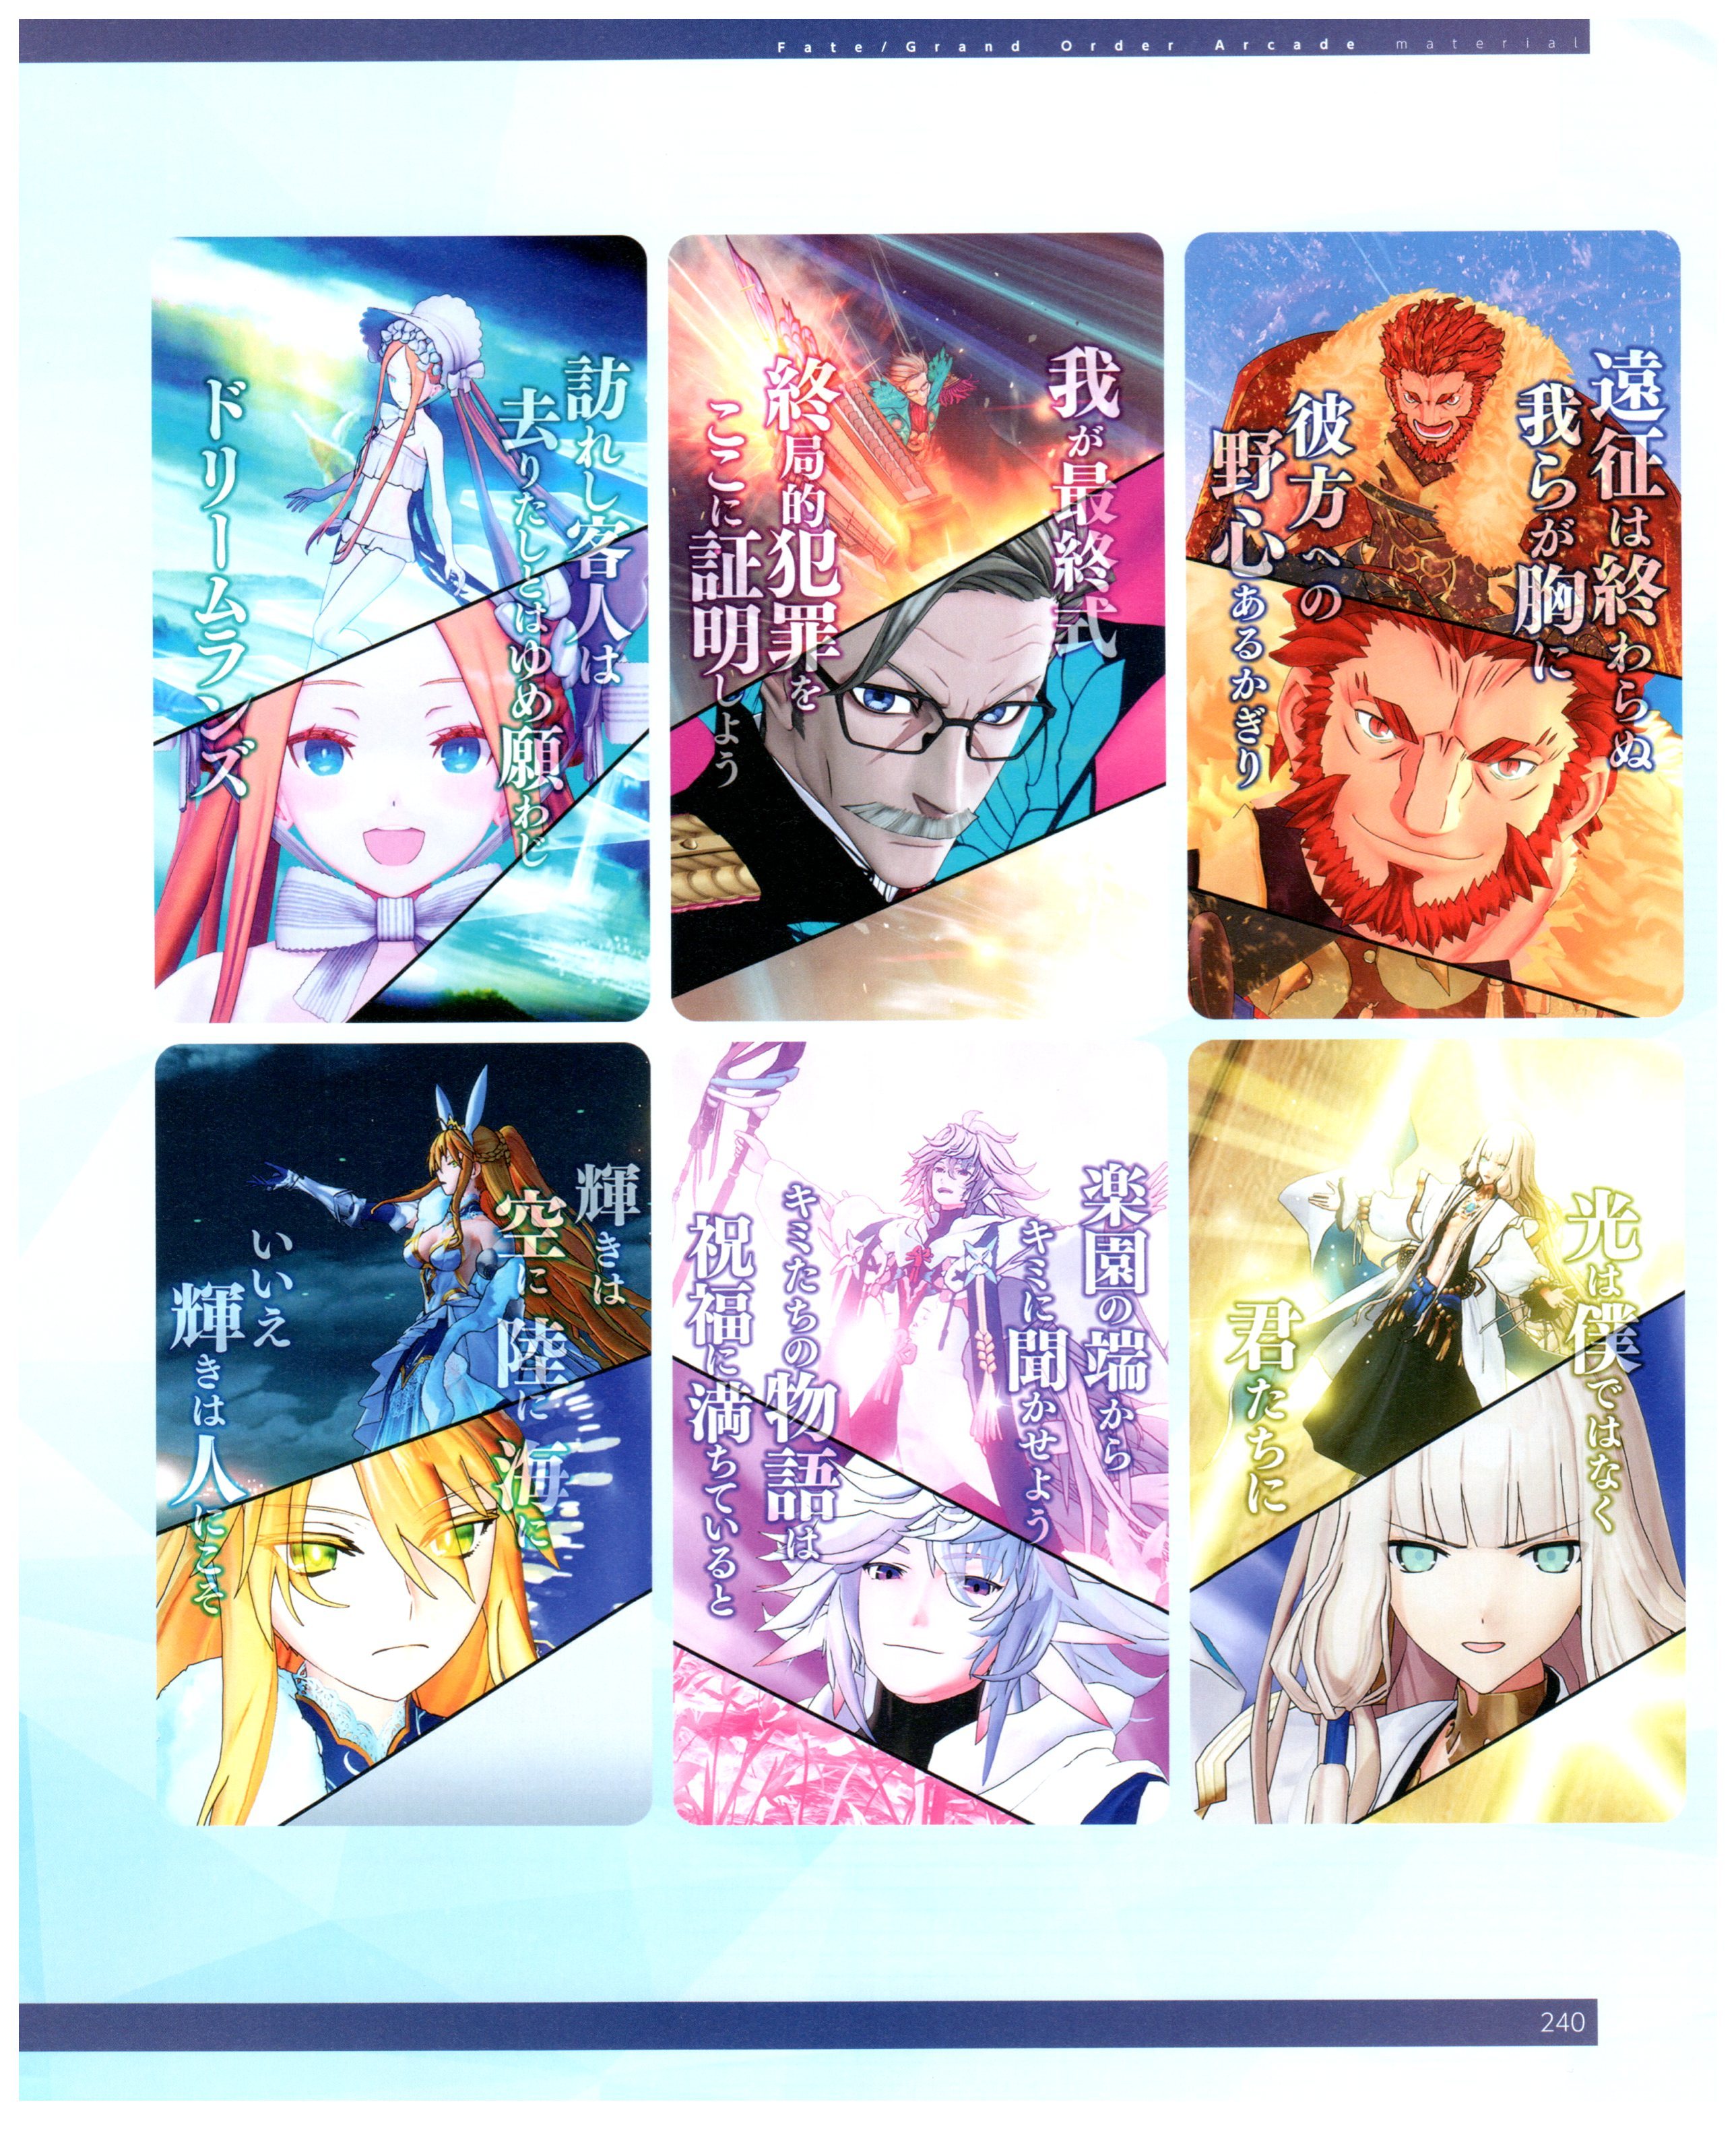 Fate/Grand Order Arcade material
遠征は終わらぬ
我らが胸に
彼方への
野心あるかぎり
我が最終式
終局的犯罪を
ここに証明しよう
訪れし客人は
去りたしとはゆめ願わじ
ドリームランズ
光は僕ではなく
君たちに
楽園の端から
キミに聞かせよう
キミたちの物語は
祝福に満ちていると
輝きは
空に 陸に 海に
いいえ
輝きは人にこそ
240